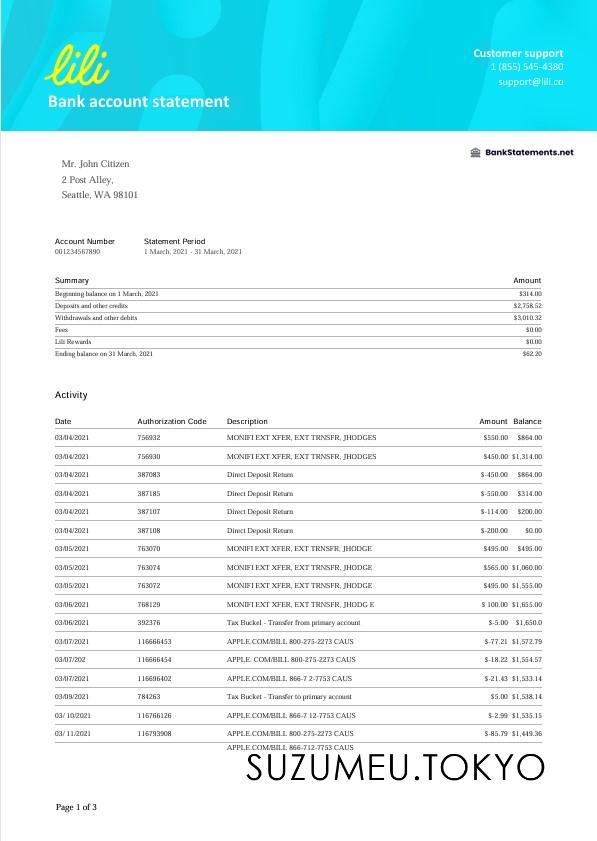 lili
Bank account statement
Customer support
1 (855) 545-4380
support@lili.co
BankStatements.net
Mr. John Citizen
2 Post Alley,
Seattle, WA 98101
Account Number Statement Period
001234567890 1 March, 2021 - 31 March, 2021
Summary Amount
Beginning balance on 1 March, 2021 $314.00
Deposits and other credits $2,758.52
Withdrawals and other debits $3,010.32
Fees $0.00
Lili Rewards $0.00
Ending balance on 31 March, 2021 $62.20
Activity
Date Authorization Code Description Amount Balance
03/04/2021 756932 MONIFI EXT XFER, EXT TRNSFR, JHODGES $550.00 $864.00
03/04/2021 756930 MONIFI EXT XFER, EXT TRNSFR, JHODGES $450.00 $1,314.00
03/04/2021 387083 Direct Deposit Return $-450.00 $864.00
03/04/2021 387185 Direct Deposit Return $-550.00 $314.00
03/04/2021 387107 Direct Deposit Return $-114.00 $200.00
03/04/2021 387108 Direct Deposit Return $-200.00 $0.00
03/05/2021 763070 MONIFI EXT XFER, EXT TRNSFR, JHODGE $495.00 $495.00
03/05/2021 763074 MONIFI EXT XFER, EXT TRNSFR, JHODGE $565.00 $1,060.00
03/05/2021 763072 MONIFI EXT XFER, EXT TRNSFR, JHODGE $495.00 $1,555.00
03/06/2021 768129 MONIFI EXT XFER, EXT TRNSFR, JHODG E $ 100.00 $1,655.00
03/06/2021 392376 Tax Bucket - Transfer from primary account $-5.00 $1,650.0
03/07/2021 116666453 APPLE.COM/BILL 800-275-2273 CAUS $-77.21 $1,572.79
03/07/202 116666454 APPLE. COM/BILL 800-275-2273 CAUS $-18.22 $1,554.57
03/07/2021 116696402 APPLE.COM/BILL 866-7 2-7753 CAUS $-21.43 $1,533.14
03/09/2021 784263 Tax Bucket - Transfer to primary account $5.00 $1,538.14
03/ 10/2021 116766126 APPLE.COM/BILL 866-7 12-7753 CAUS $-2.99 $1,535.15
03/ 11/2021 116793908 APPLE.COM/BILL 800-275-2273 CAUS $-85.79 $1,449.36
APPLE.COM/BILL 866-712-7753 CAUS
SUZUMEU.TOKYO
Page 1 of 3